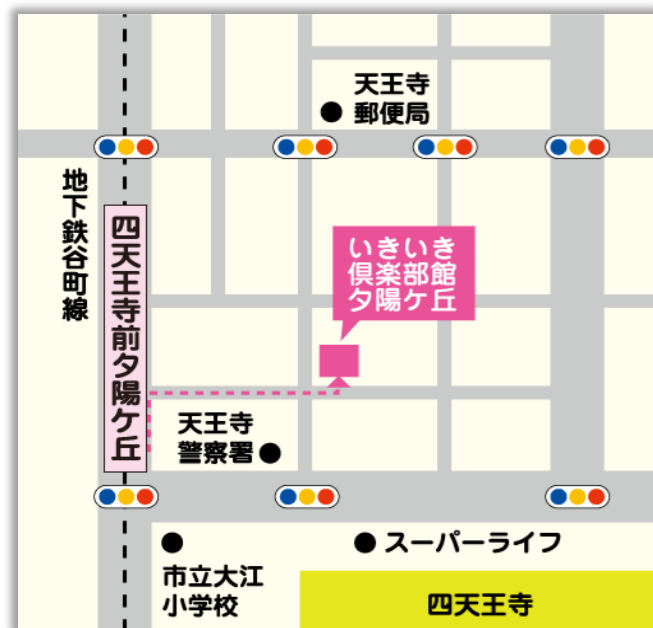 天王寺
郵便局
地下鉄谷町線
四天王寺前夕陽ケ丘
いきいき
倶楽部館
夕陽ケ丘
天王寺
警察署
スーパーライフ
市立大江
小学校
四天王寺